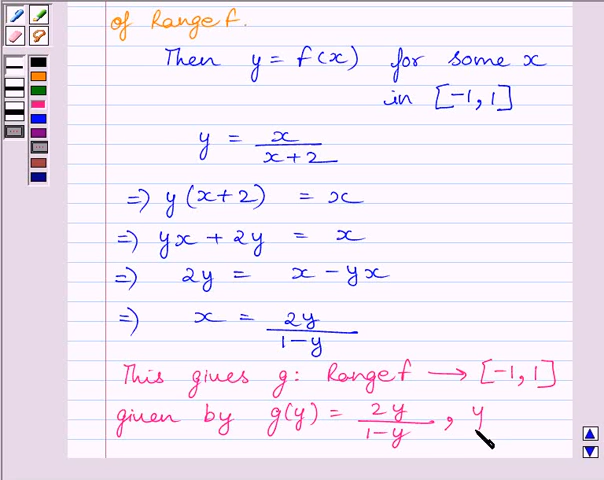 of Range f.
Then y = f(x) for some x
in [-1, 1]
y = x/(x+2)
=> y(x+2) = x
=> yx + 2y = x
=> 2y = x - yx
=> x = 2y/(1-y)
This gives g: Range f → [-1, 1]
given by g(y) = 2y/(1-y), y